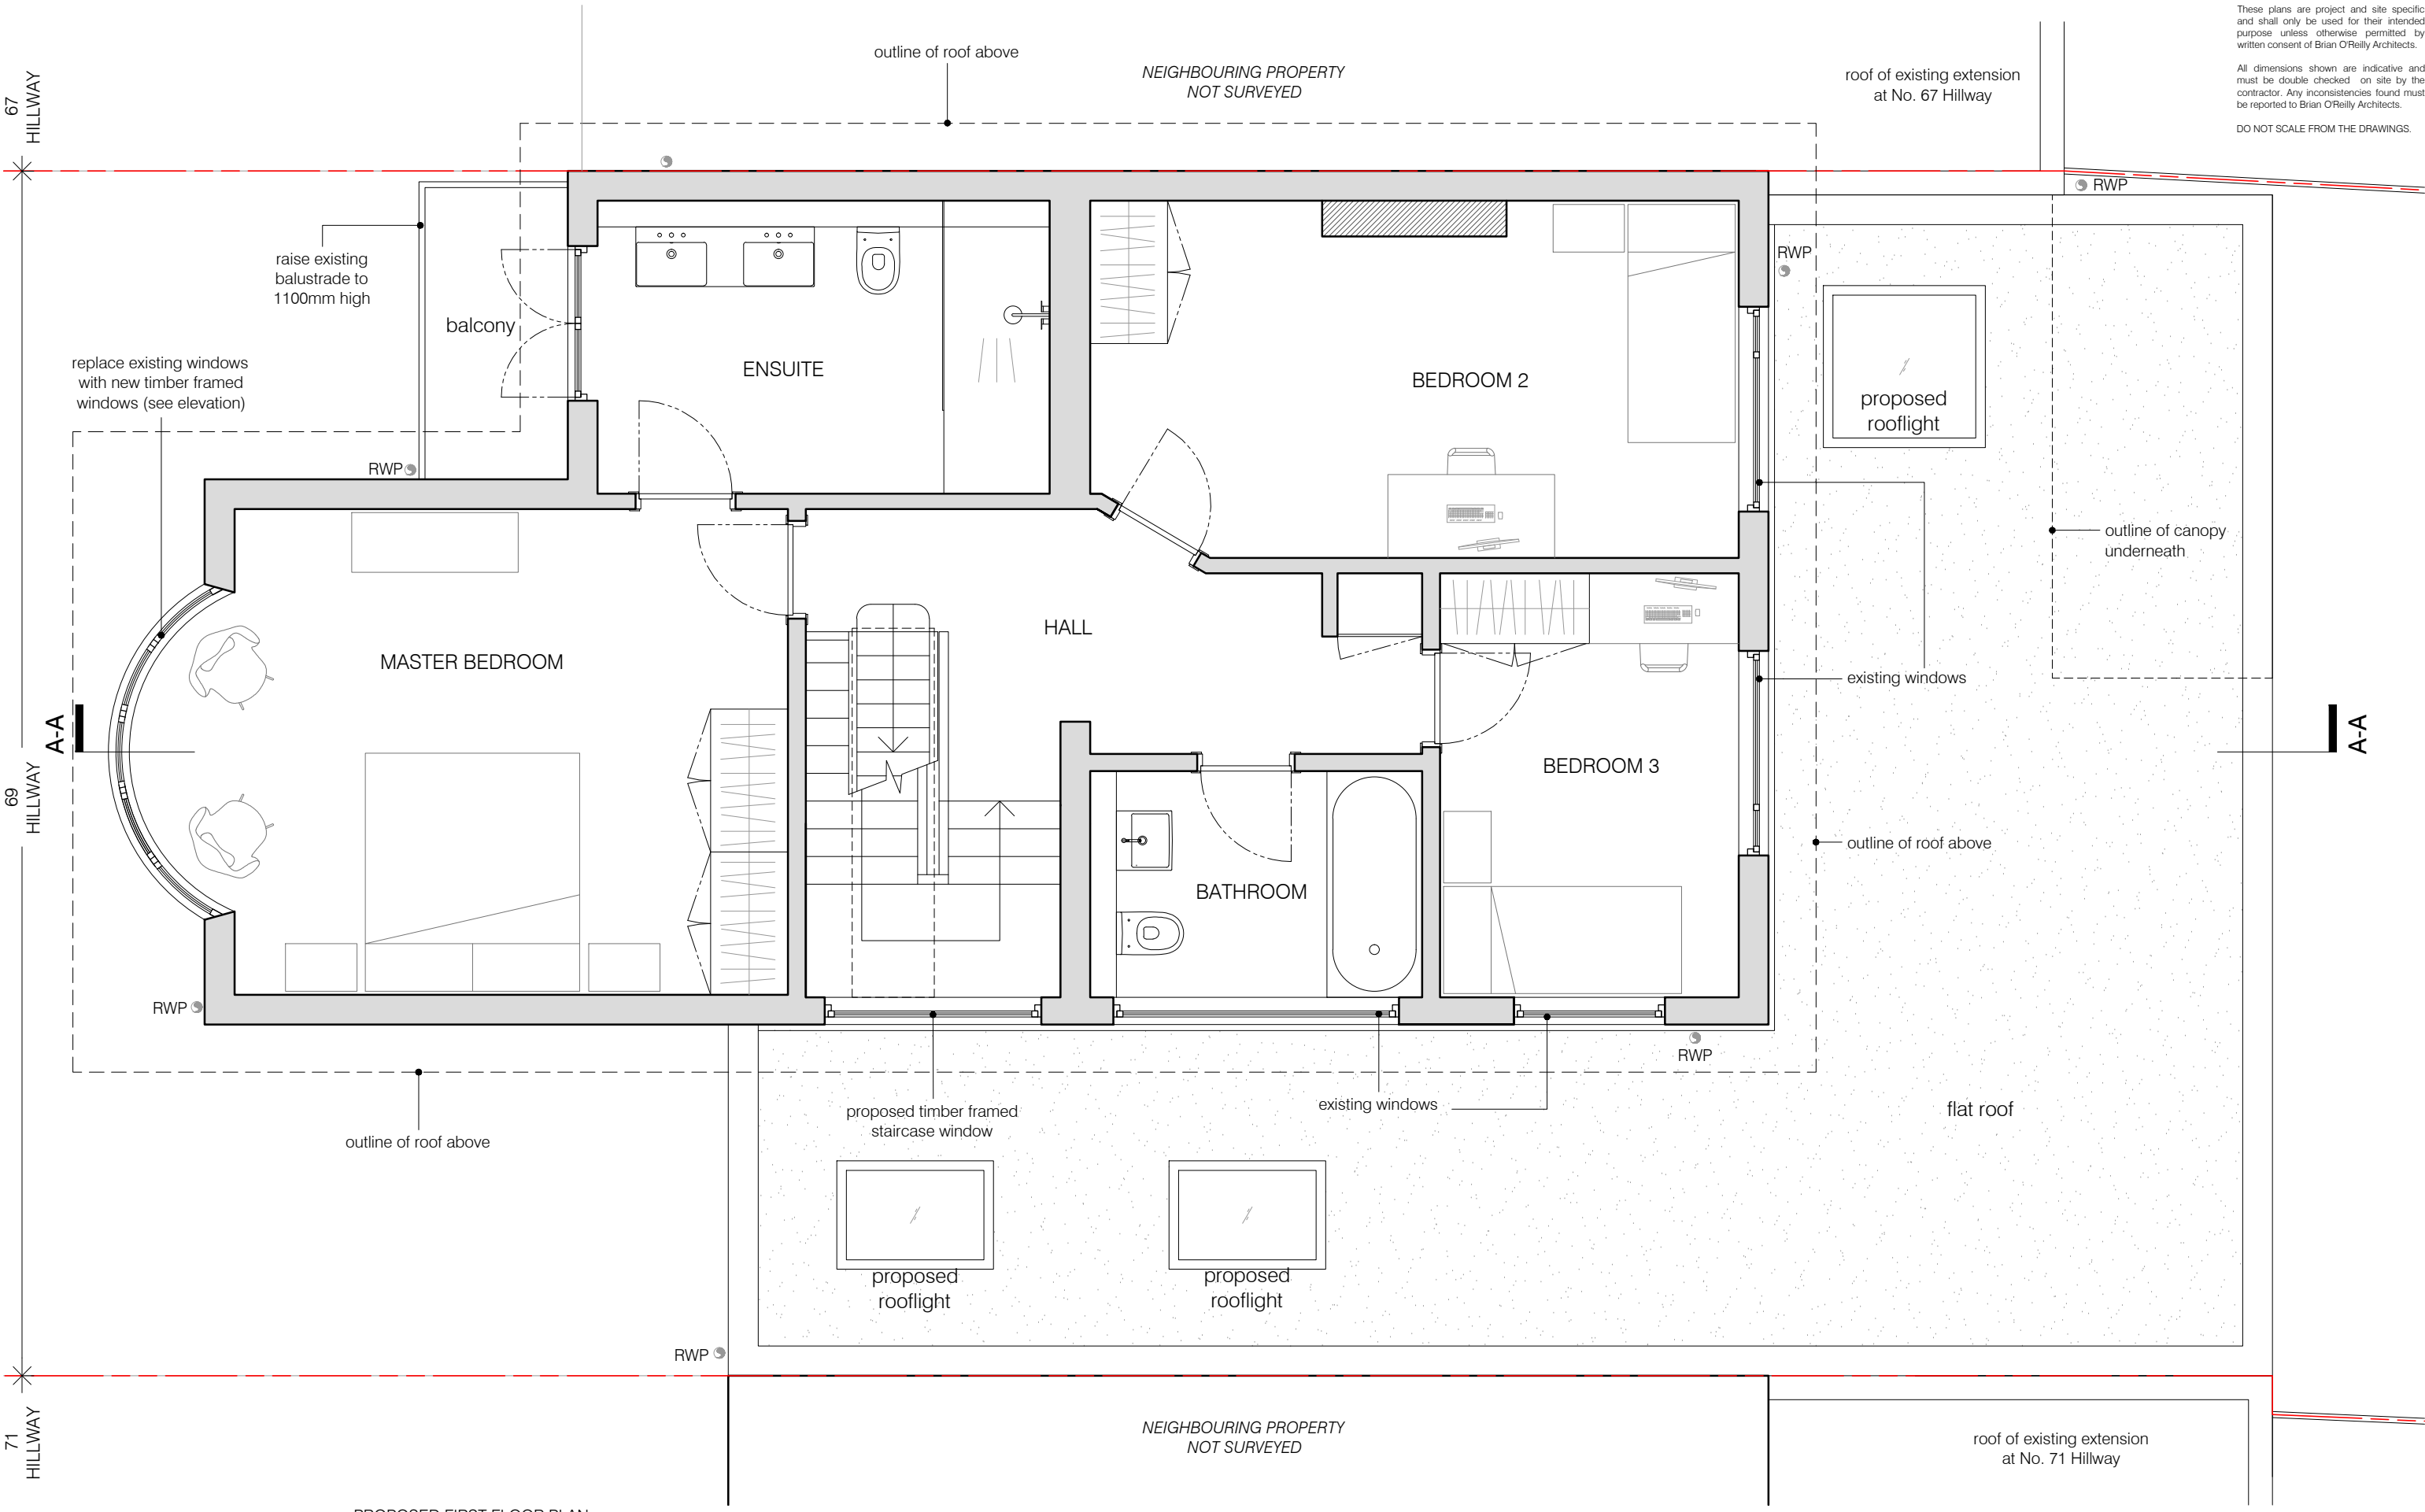 These plans are project and site specific
and shall only be used for their intended
purpose unless otherwise permitted by
written consent of Brian O'Reilly Architects.
All dimensions shown are indicative and
must be double checked on site by the
contractor. Any inconsistencies found must
be reported to Brian O'Reilly Architects.
DO NOT SCALE FROM THE DRAWINGS.
67
HILLWAY
outline of roof above
NEIGHBOURING PROPERTY
NOT SURVEYED
roof of existing extension
at No. 67 Hillway
RWP
raise existing
balustrade to
1100mm high
balcony
RWP
replace existing windows
with new timber framed
windows (see elevation)
ENSUITE
BEDROOM 2
proposed
rooflight
RWP
outline of canopy
underneath
HALL
MASTER BEDROOM
existing windows
A-A
A-A
69
HILLWAY
BEDROOM 3
outline of roof above
BATHROOM
RWP
RWP
proposed timber framed
staircase window
existing windows
flat roof
outline of roof above
proposed
rooflight
proposed
rooflight
RWP
71
HILLWAY
NEIGHBOURING PROPERTY
NOT SURVEYED
roof of existing extension
at No. 71 Hillway
PROPOSED FIRST FLOOR PLAN